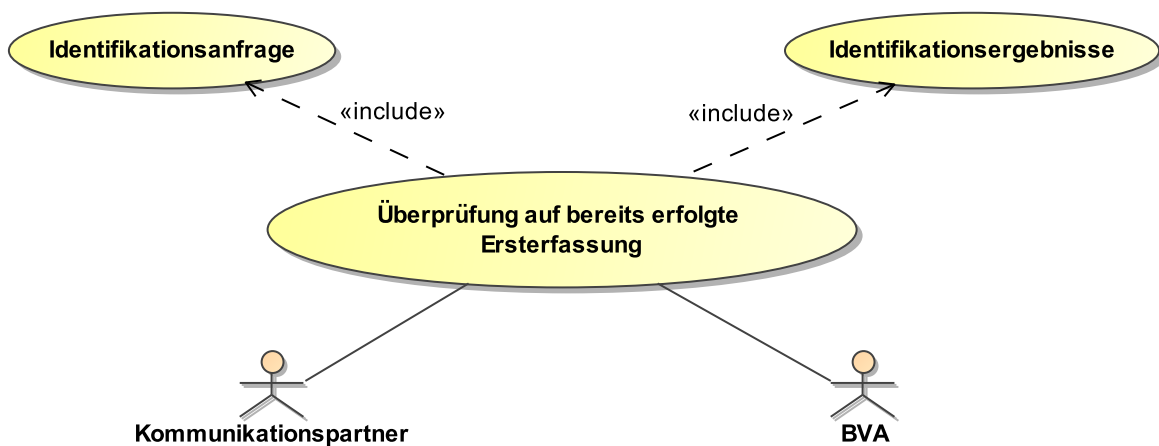 Identifikationsanfrage
Identifikationsergebnisse
«include»
«include»
Überprüfung auf bereits erfolgte
Ersterfassung
Kommunikationspartner
BVA